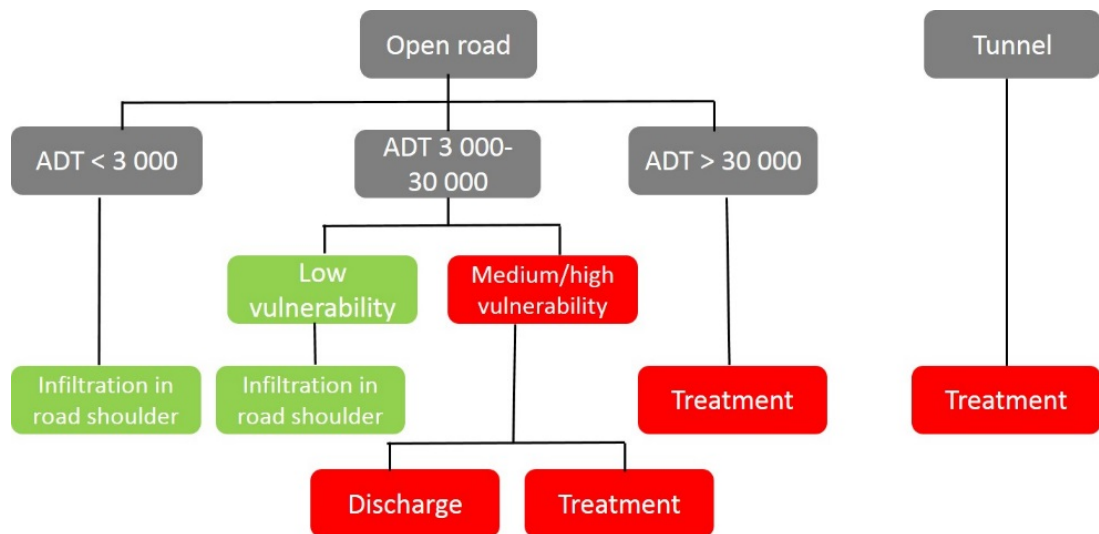 Open road
Tunnel
ADT < 3 000
ADT 3 000-
30 000
ADT > 30 000
Low
vulnerability
Medium/high
vulnerability
Infiltration in
road shoulder
Infiltration in
road shoulder
Treatment
Treatment
Discharge
Treatment